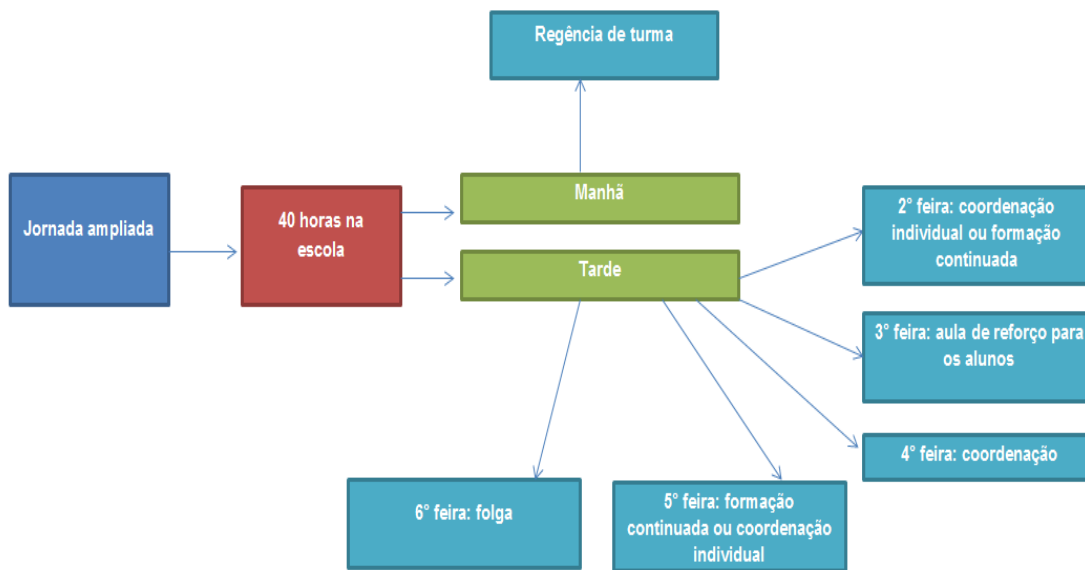 Regência de turma
Jornada ampliada
40 horas na
escola
Manhã
Tarde
2° feira: coordenação
individual ou formação
continuada
3° feira: aula de reforço para
os alunos
4° feira: coordenação
5° feira: formação
continuada ou coordenação
individual
6° feira: folga